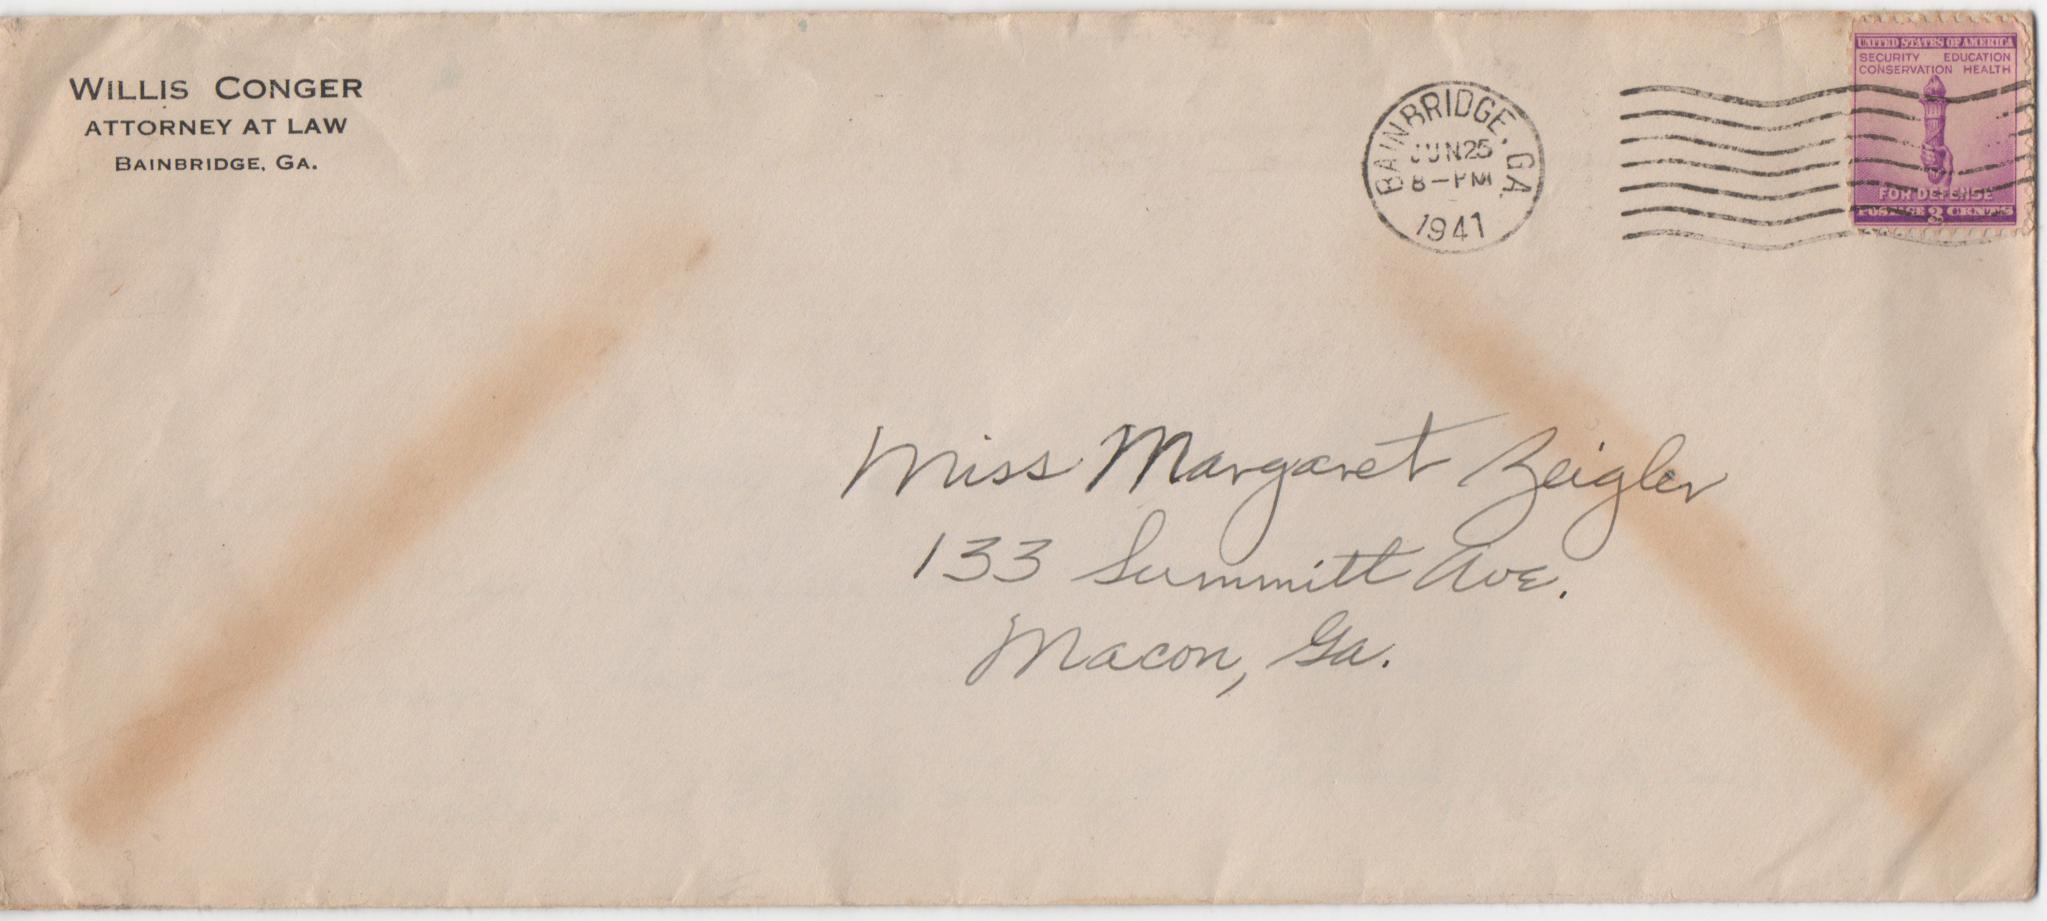 WILLIS CONGER
ATTORNEY AT LAW
BAINBRIDGE, GA.
BAINBRIDGE, GA.
JUN 25
8-PM
1941
UNITED STATES OF AMERICA
SECURITY EDUCATION
CONSERVATION HEALTH
FOR DEFENSE
POSTAGE 3 CENTS
Miss Margaret Zeigler
133 Summitt Ave.
Macon, Ga.